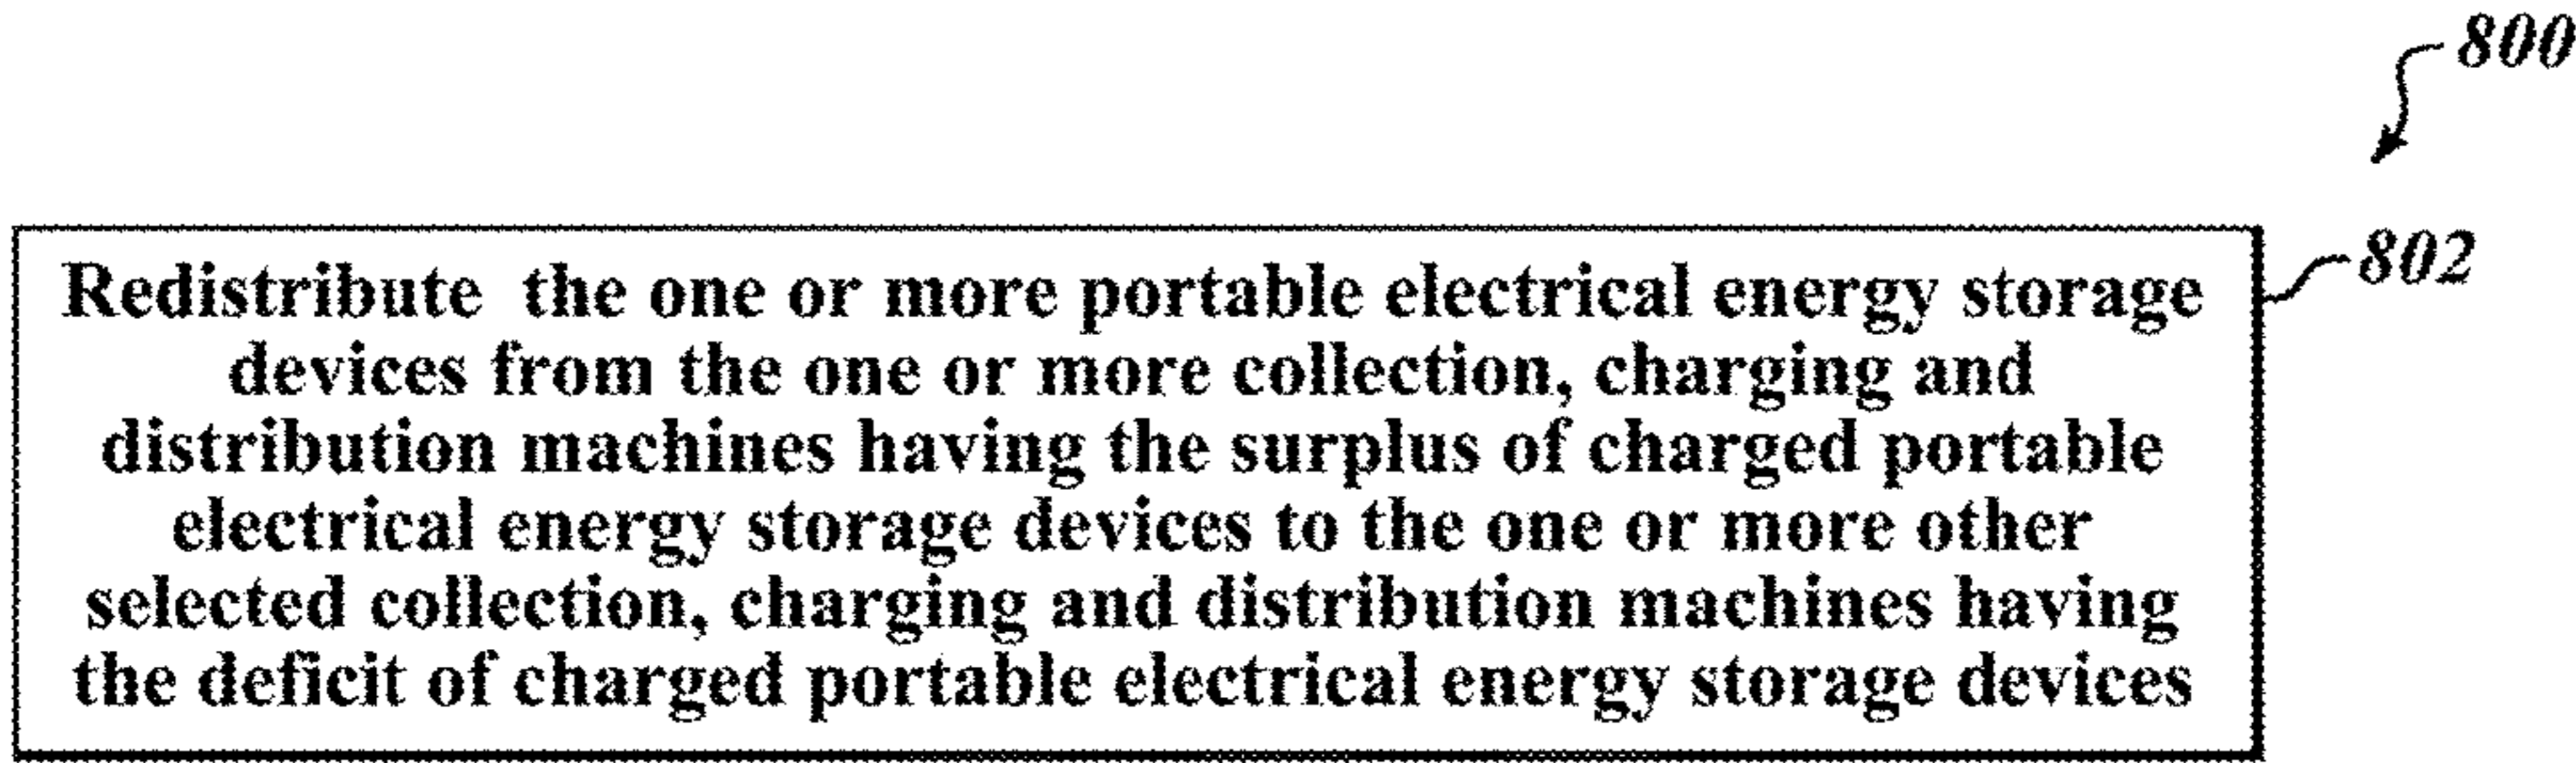 800
802
Redistribute the one or more portable electrical energy storage
devices from the one or more collection, charging and
distribution machines having the surplus of charged portable
electrical energy storage devices to the one or more other
selected collection, charging and distribution machines having
the deficit of charged portable electrical energy storage devices